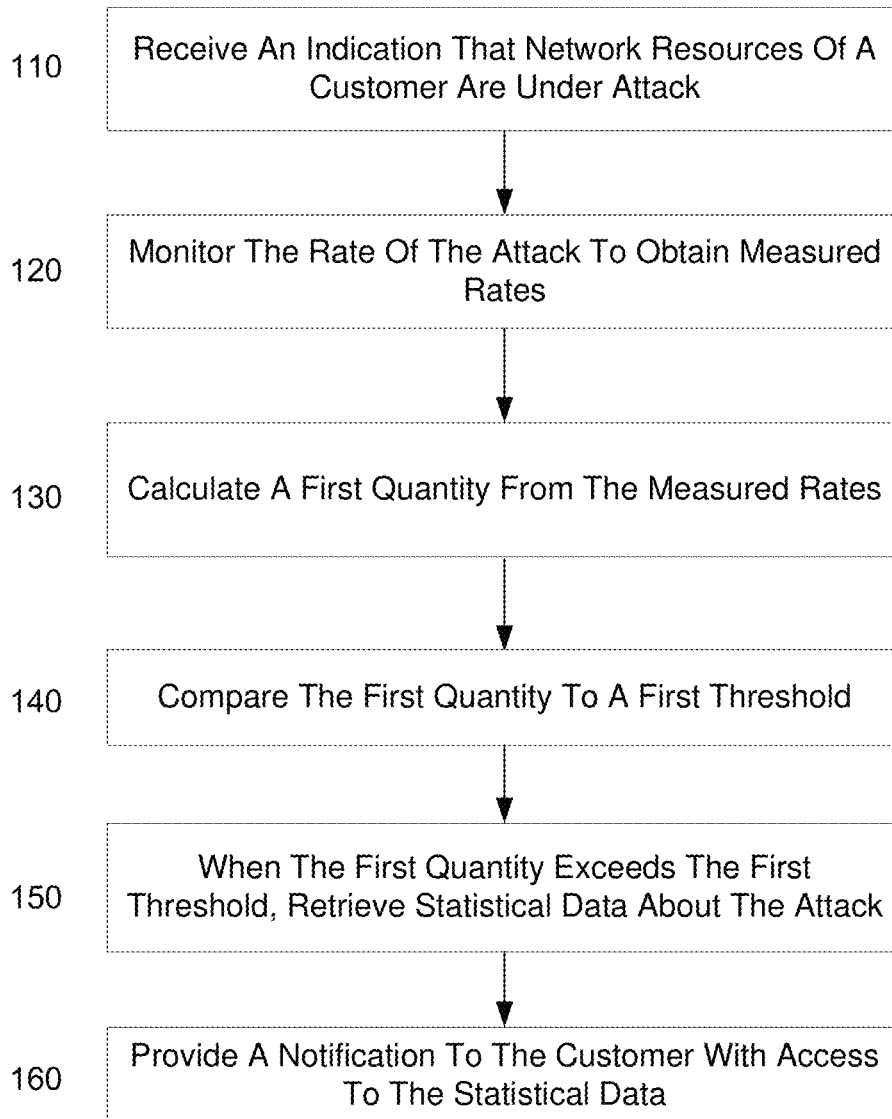 110
Receive An Indication That Network Resources Of A
Customer Are Under Attack
120
Monitor The Rate Of The Attack To Obtain Measured
Rates
130
Calculate A First Quantity From The Measured Rates
140
Compare The First Quantity To A First Threshold
150
When The First Quantity Exceeds The First
Threshold, Retrieve Statistical Data About The Attack
160
Provide A Notification To The Customer With Access
To The Statistical Data